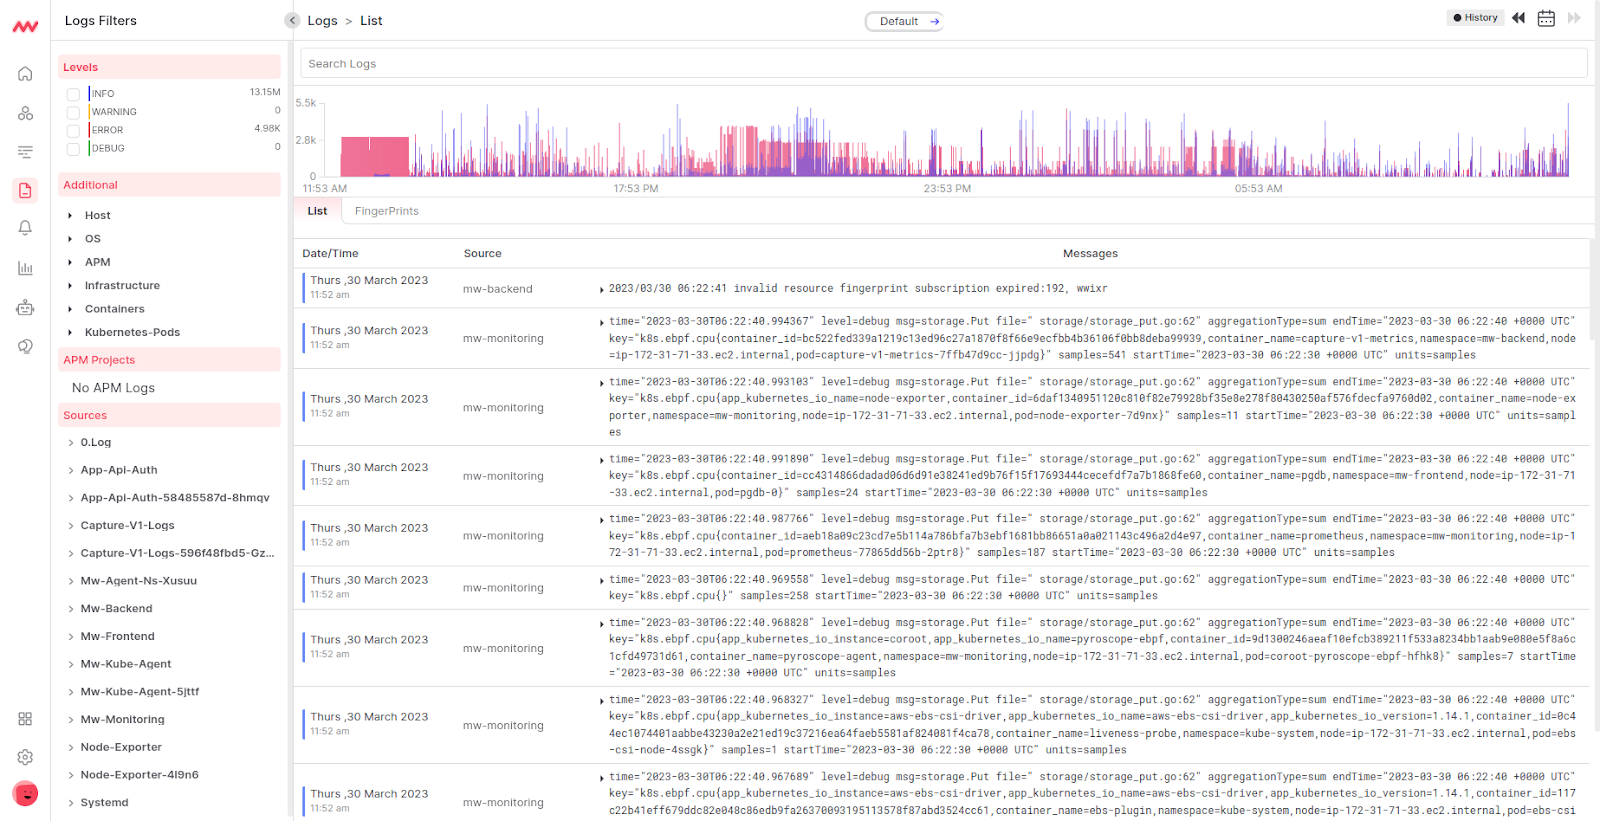 Logs Filters
Logs > List
Default →
History
Levels
INFO 13.15M
WARNING 0
ERROR 4.98K
DEBUG 0
Additional
Host
OS
APM
Infrastructure
Containers
Kubernetes-Pods
APM Projects
No APM Logs
Sources
0.Log
App-Api-Auth
App-Api-Auth-58485587d-8hmqv
Capture-V1-Logs
Capture-V1-Logs-596f48fbd5-Gz...
Mw-Agent-Ns-Xusuu
Mw-Backend
Mw-Frontend
Mw-Kube-Agent
Mw-Kube-Agent-5jttf
Mw-Monitoring
Node-Exporter
Node-Exporter-4l9n6
Systemd
Search Logs
5.5k
2.8k
0
11:53 AM 17:53 PM 23:53 PM 05:53 AM
List FingerPrints
Date/Time Source Messages
Thurs ,30 March 2023
11:52 am
mw-backend
2023/03/30 06:22:41 invalid resource fingerprint subscription expired:192, wwixr
Thurs ,30 March 2023
11:52 am
mw-monitoring
time="2023-03-30T06:22:40.994367" level=debug msg=storage.Put file=" storage/storage_put.go:62" aggregationType=sum endTime="2023-03-30 06:22:40 +0000 UTC"
key="k8s.ebpf.cpu{container_id=bc522fed339a1219c13ed96c27a1870f8f66e9ecfbb4b36106f0bb8deba99939,container_name=capture-v1-metrics,namespace=mw-backend,node
=ip-172-31-71-33.ec2.internal,pod=capture-v1-metrics-7ffb47d9cc-jjpdg}" samples=541 startTime="2023-03-30 06:22:30 +0000 UTC" units=samples
Thurs ,30 March 2023
11:52 am
mw-monitoring
time="2023-03-30T06:22:40.993103" level=debug msg=storage.Put file=" storage/storage_put.go:62" aggregationType=sum endTime="2023-03-30 06:22:40 +0000 UTC"
key="k8s.ebpf.cpu{app_kubernetes_io_name=node-exporter,container_id=6daf1340951120c810f82e79928bf35e8e278f80430250af576fdecfa9760d02,container_name=node-ex
porter,namespace=mw-monitoring,node=ip-172-31-71-33.ec2.internal,pod=node-exporter-7d9nx}" samples=11 startTime="2023-03-30 06:22:30 +0000 UTC" units=sampl
es
Thurs ,30 March 2023
11:52 am
mw-monitoring
time="2023-03-30T06:22:40.991890" level=debug msg=storage.Put file=" storage/storage_put.go:62" aggregationType=sum endTime="2023-03-30 06:22:40 +0000 UTC"
key="k8s.ebpf.cpu{container_id=cc4314866dadad06d6d91e38241ed9b76f15f17693444cecefdf7a7b1868fe60,container_name=pgdb,namespace=mw-frontend,node=ip-172-31-71
-33.ec2.internal,pod=pgdb-0}" samples=24 startTime="2023-03-30 06:22:30 +0000 UTC" units=samples
Thurs ,30 March 2023
11:52 am
mw-monitoring
time="2023-03-30T06:22:40.987766" level=debug msg=storage.Put file=" storage/storage_put.go:62" aggregationType=sum endTime="2023-03-30 06:22:40 +0000 UTC"
key="k8s.ebpf.cpu{container_id=aeb18a09c23cd7e5b114a786bfa7b3ebf1681bb86651a0a021143c496a2d4e97,container_name=prometheus,namespace=mw-monitoring,node=ip-1
72-31-71-33.ec2.internal,pod=prometheus-77865dd56b-2ptr8}" samples=187 startTime="2023-03-30 06:22:30 +0000 UTC" units=samples
Thurs ,30 March 2023
11:52 am
mw-monitoring
time="2023-03-30T06:22:40.969558" level=debug msg=storage.Put file=" storage/storage_put.go:62" aggregationType=sum endTime="2023-03-30 06:22:40 +0000 UTC"
key="k8s.ebpf.cpu{}" samples=258 startTime="2023-03-30 06:22:30 +0000 UTC" units=samples
Thurs ,30 March 2023
11:52 am
mw-monitoring
time="2023-03-30T06:22:40.968828" level=debug msg=storage.Put file=" storage/storage_put.go:62" aggregationType=sum endTime="2023-03-30 06:22:40 +0000 UTC"
key="k8s.ebpf.cpu{app_kubernetes_io_instance=coroot,app_kubernetes_io_name=pyroscope-ebpf,container_id=9d1300246aeaf10efcb389211f533a8234bb1aab9e080e5f8a6c
1cfd49731d61,container_name=pyroscope-agent,namespace=mw-monitoring,node=ip-172-31-71-33.ec2.internal,pod=coroot-pyroscope-ebpf-hfhk8}" samples=7 startTime
="2023-03-30 06:22:30 +0000 UTC" units=samples
Thurs ,30 March 2023
11:52 am
mw-monitoring
time="2023-03-30T06:22:40.968327" level=debug msg=storage.Put file=" storage/storage_put.go:62" aggregationType=sum endTime="2023-03-30 06:22:40 +0000 UTC"
key="k8s.ebpf.cpu{app_kubernetes_io_instance=aws-ebs-csi-driver,app_kubernetes_io_name=aws-ebs-csi-driver,app_kubernetes_io_version=1.14.1,container_id=0c4
4ec1074401aabbe43230a2e21ed19c37216ea64faeb5581af824081f4ca78,container_name=liveness-probe,namespace=kube-system,node=ip-172-31-71-33.ec2.internal,pod=ebs
-csi-node-4ssgk}" samples=1 startTime="2023-03-30 06:22:30 +0000 UTC" units=samples
Thurs ,30 March 2023
11:52 am
mw-monitoring
time="2023-03-30T06:22:40.967689" level=debug msg=storage.Put file=" storage/storage_put.go:62" aggregationType=sum endTime="2023-03-30 06:22:40 +0000 UTC"
key="k8s.ebpf.cpu{app_kubernetes_io_instance=aws-ebs-csi-driver,app_kubernetes_io_name=aws-ebs-csi-driver,app_kubernetes_io_version=1.14.1,container_id=117
c22b41eff679ddc82e048c86edb9fa26370093195113578f87abd3524cc61,container_name=ebs-plugin,namespace=kube-system,node=ip-172-31-71-33.ec2.internal,pod=ebs-csi